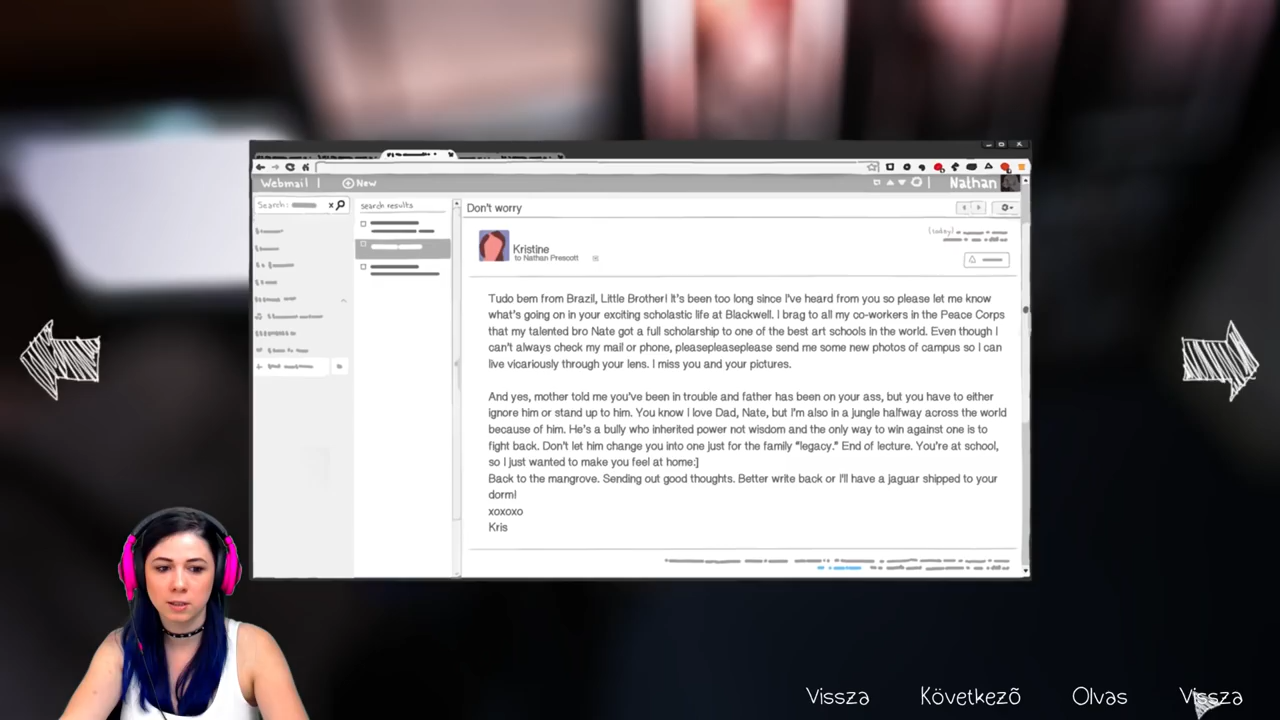 Webmail | + New
Nathan
Search:
x
search results
Don't worry
Kristine
to Nathan Prescott
(today)
Tudo bem from Brazil, Little Brother! It's been too long since I've heard from you so please let me know
what's going on in your exciting scholastic life at Blackwell. I brag to all my co-workers in the Peace Corps
that my talented bro Nate got a full scholarship to one of the best art schools in the world. Even though I
can't always check my mail or phone, pleasepleaseplease send me some new photos of campus so I can
live vicariously through your lens. I miss you and your pictures.
And yes, mother told me you've been in trouble and father has been on your ass, but you have to either
ignore him or stand up to him. You know I love Dad, Nate, but I'm also in a jungle halfway across the world
because of him. He's a bully who inherited power not wisdom and the only way to win against one is to
fight back. Don't let him change you into one just for the family "legacy." End of lecture. You're at school,
so I just wanted to make you feel at home:]
Back to the mangrove. Sending out good thoughts. Better write back or I'll have a jaguar shipped to your
dorm!
xoxoxo
Kris
Vissza
Következő
Olvas
Vissza